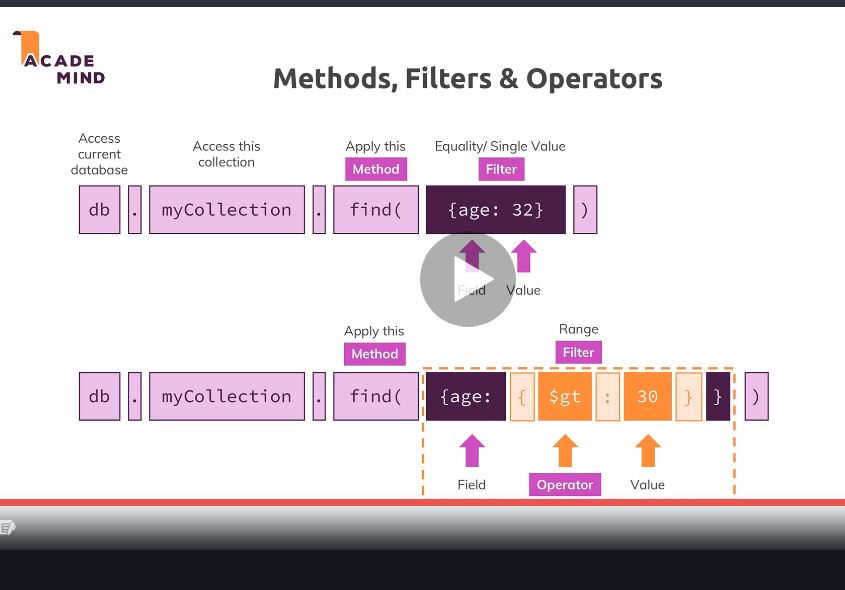 ACADE
MIND
Methods, Filters & Operators
Access
current
database
Access this
collection
Apply this
Method
Equality/ Single Value
Filter
db . myCollection . find( {age: 32} )
Field Value
Apply this
Method
Range
Filter
db . myCollection . find( {age: { $gt : 30 } } )
Field Operator Value